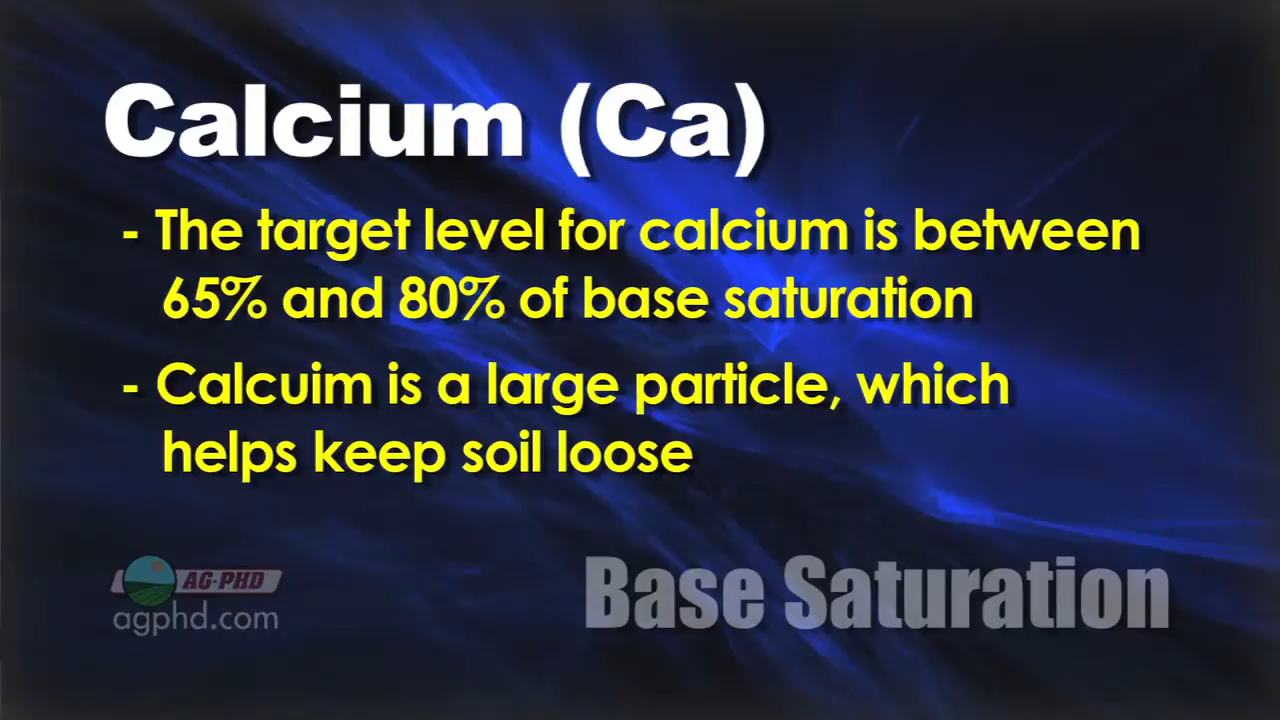 Calcium (Ca)
- The target level for calcium is between
65% and 80% of base saturation
- Calcuim is a large particle, which
helps keep soil loose
AG-PHD
agphd.com
Base Saturation